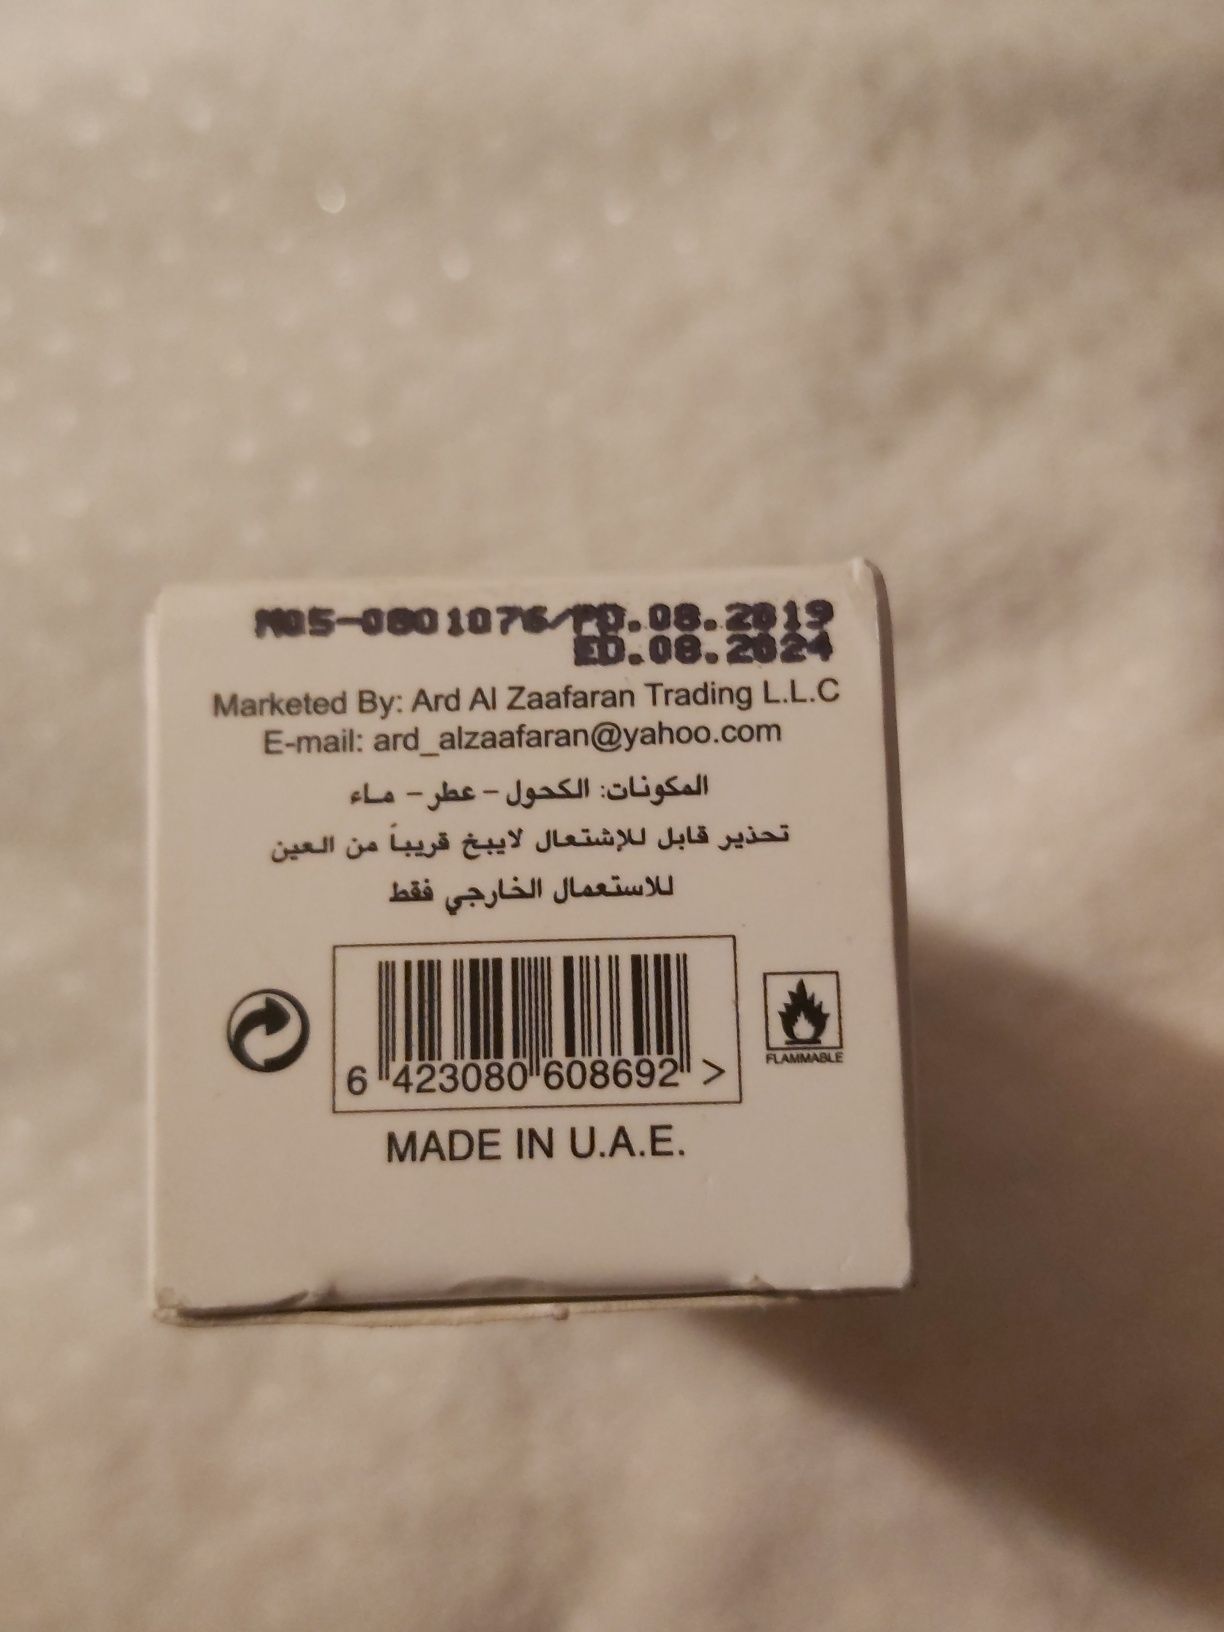 M05-0801076/PD.08.2019
ED.08.2024
Marketed By: Ard Al Zaafaran Trading L.L.C
E-mail: ard_alzaafaran@yahoo.com
المكونات: الكحول - عطر - ماء
تحذير قابل للإشتعال لايبخ قريباً من العين
للاستعمال الخارجي فقط
6 423080 608692 >
FLAMMABLE
MADE IN U.A.E.